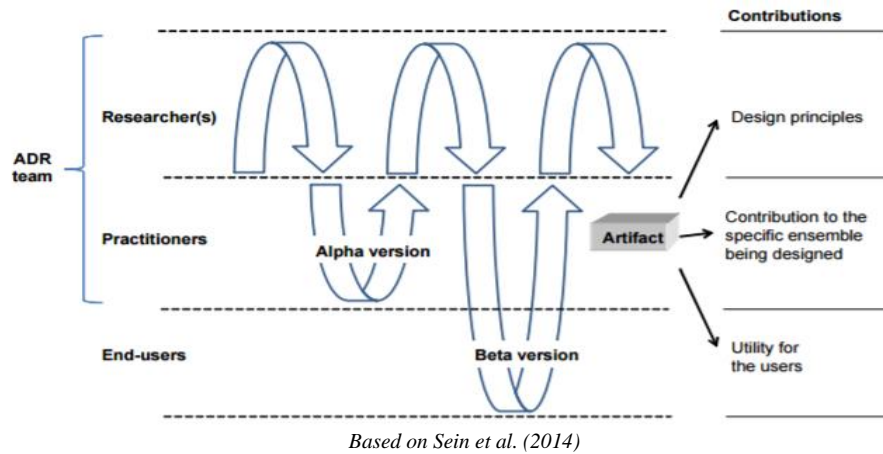 Contributions
Researcher(s)
Design principles
ADR
team
Practitioners
Alpha version
Artifact
Contribution to the
specific ensemble
being designed
End-users
Beta version
Utility for
the users
Based on Sein et al. (2014)